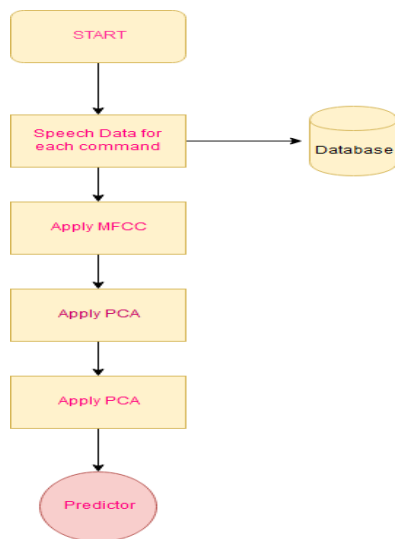 START
Speech Data for
each command
Database
Apply MFCC
Apply PCA
Apply PCA
Predictor